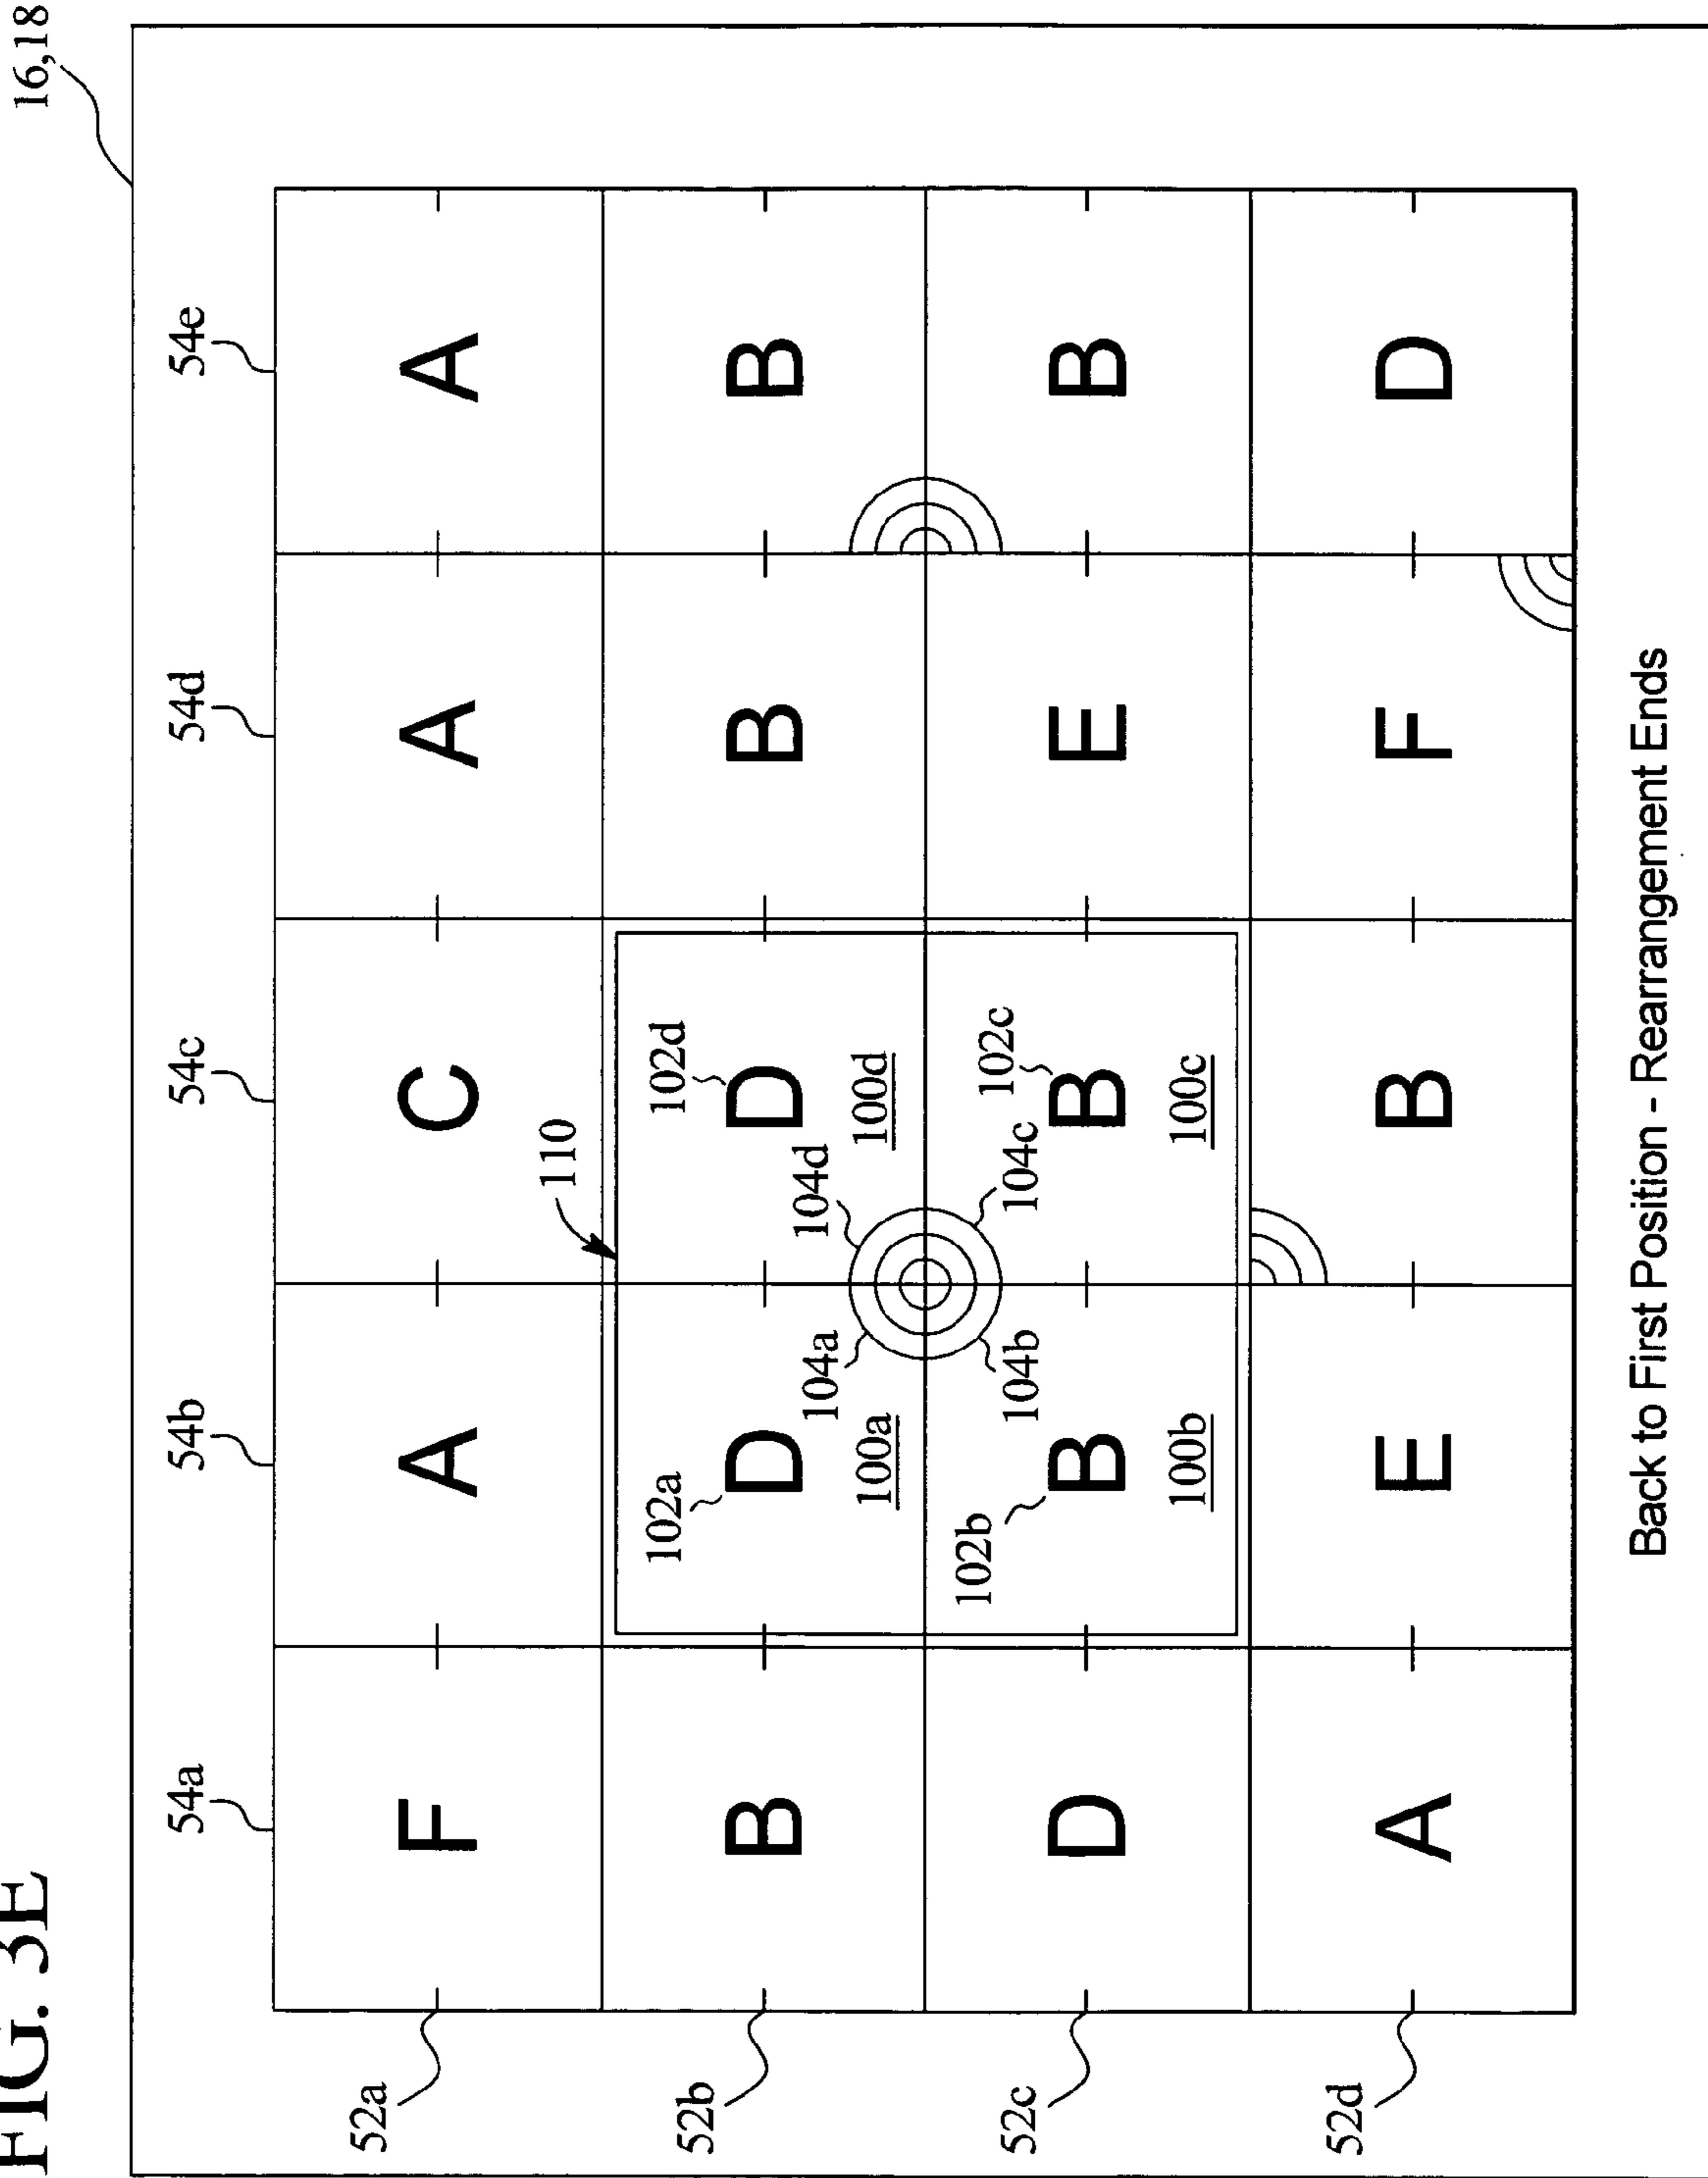 FIG. 3E
16,18
54a 54b 54c 54d 54e
52a F A C A A
110
102a 102d
52b B D D B B
104a 104d
100a 100d
102b 102c
104b 104c
52c D B B E B
100b 100c
52d A E B F D
Back to First Position - Rearrangement Ends